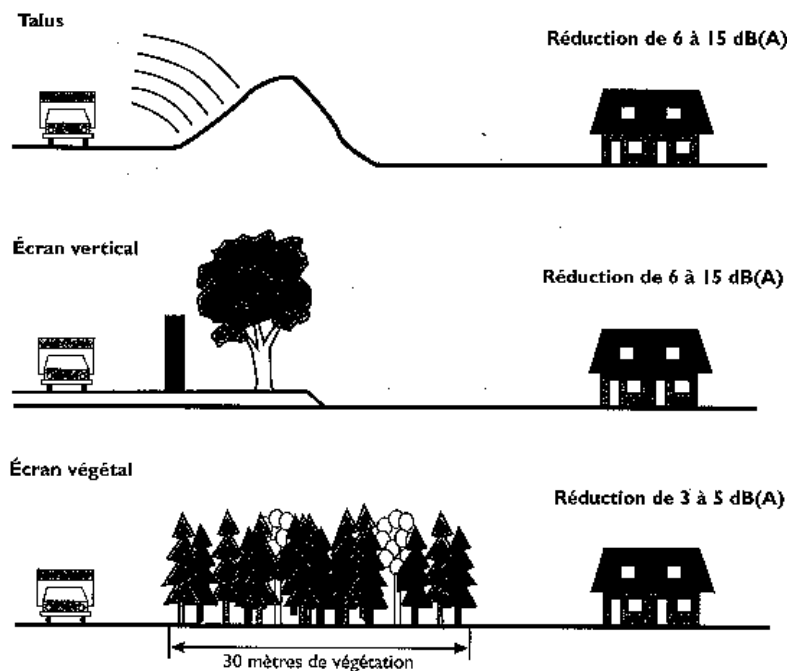 Talus
Réduction de 6 à 15 dB(A)
Écran vertical
Réduction de 6 à 15 dB(A)
Écran végétal
Réduction de 3 à 5 dB(A)
30 mètres de végétation